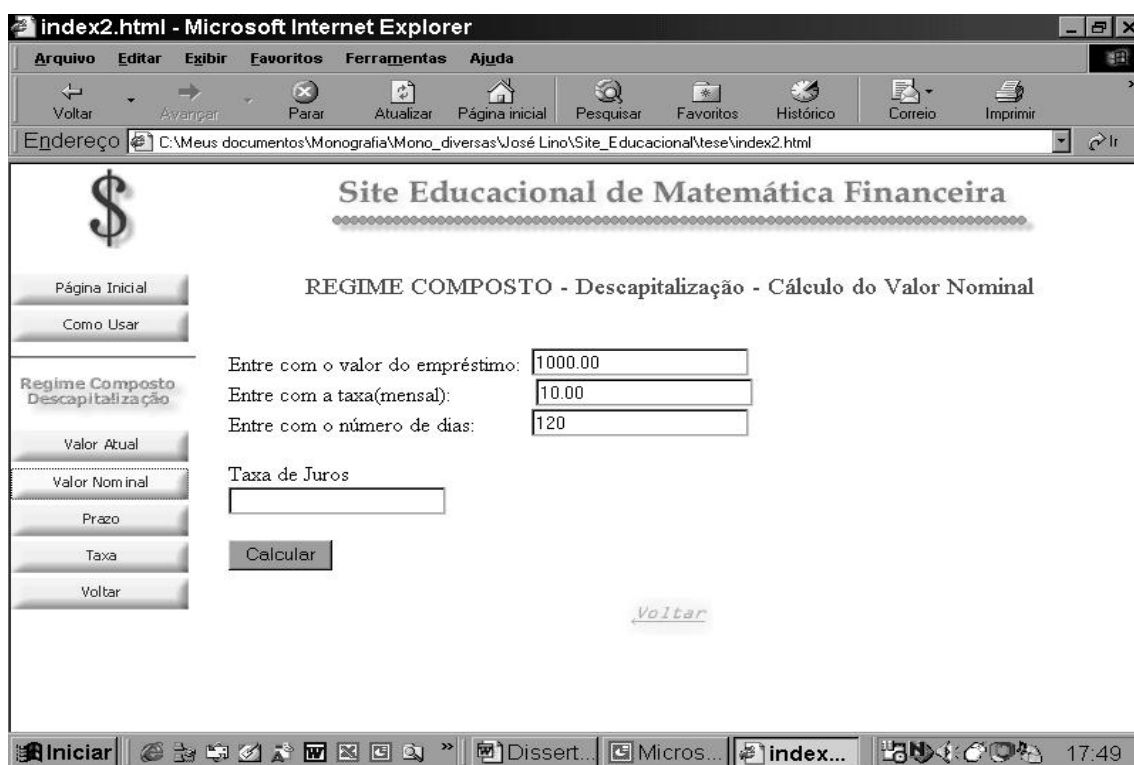 index2.html - Microsoft Internet Explorer
Arquivo Editar Exibir Favoritos Ferramentas Ajuda
Voltar Avançar Parar Atualizar Página inicial Pesquisar Favoritos Histórico Correio Imprimir
Endereço C:\Meus documentos\Monografia\Mono_diversas\José Lino\Site_Educacional\tese\index2.html Ir
$
Site Educacional de Matemática Financeira
Página Inicial
Como Usar
Regime Composto
Descapitalização
Valor Atual
Valor Nominal
Prazo
Taxa
Voltar
REGIME COMPOSTO - Descapitalização - Cálculo do Valor Nominal
Entre com o valor do empréstimo: 1000.00
Entre com a taxa(mensal): 10.00
Entre com o número de dias: 120
Taxa de Juros
Calcular
Voltar
Iniciar » Dissert... Micros... index... 17:49